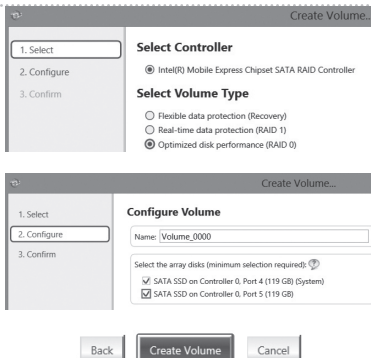 Create Volume...
1. Select
2. Configure
3. Confirm
Select Controller
Intel(R) Mobile Express Chipset SATA RAID Controller
Select Volume Type
Flexible data protection (Recovery)
Real-time data protection (RAID 1)
Optimized disk performance (RAID 0)
Create Volume...
1. Select
2. Configure
3. Confirm
Configure Volume
Name: Volume_0000
Select the array disks (minimum selection required): ?
SATA SSD on Controller 0, Port 4 (119 GB) (System)
SATA SSD on Controller 0, Port 5 (119 GB)
Back
Create Volume
Cancel